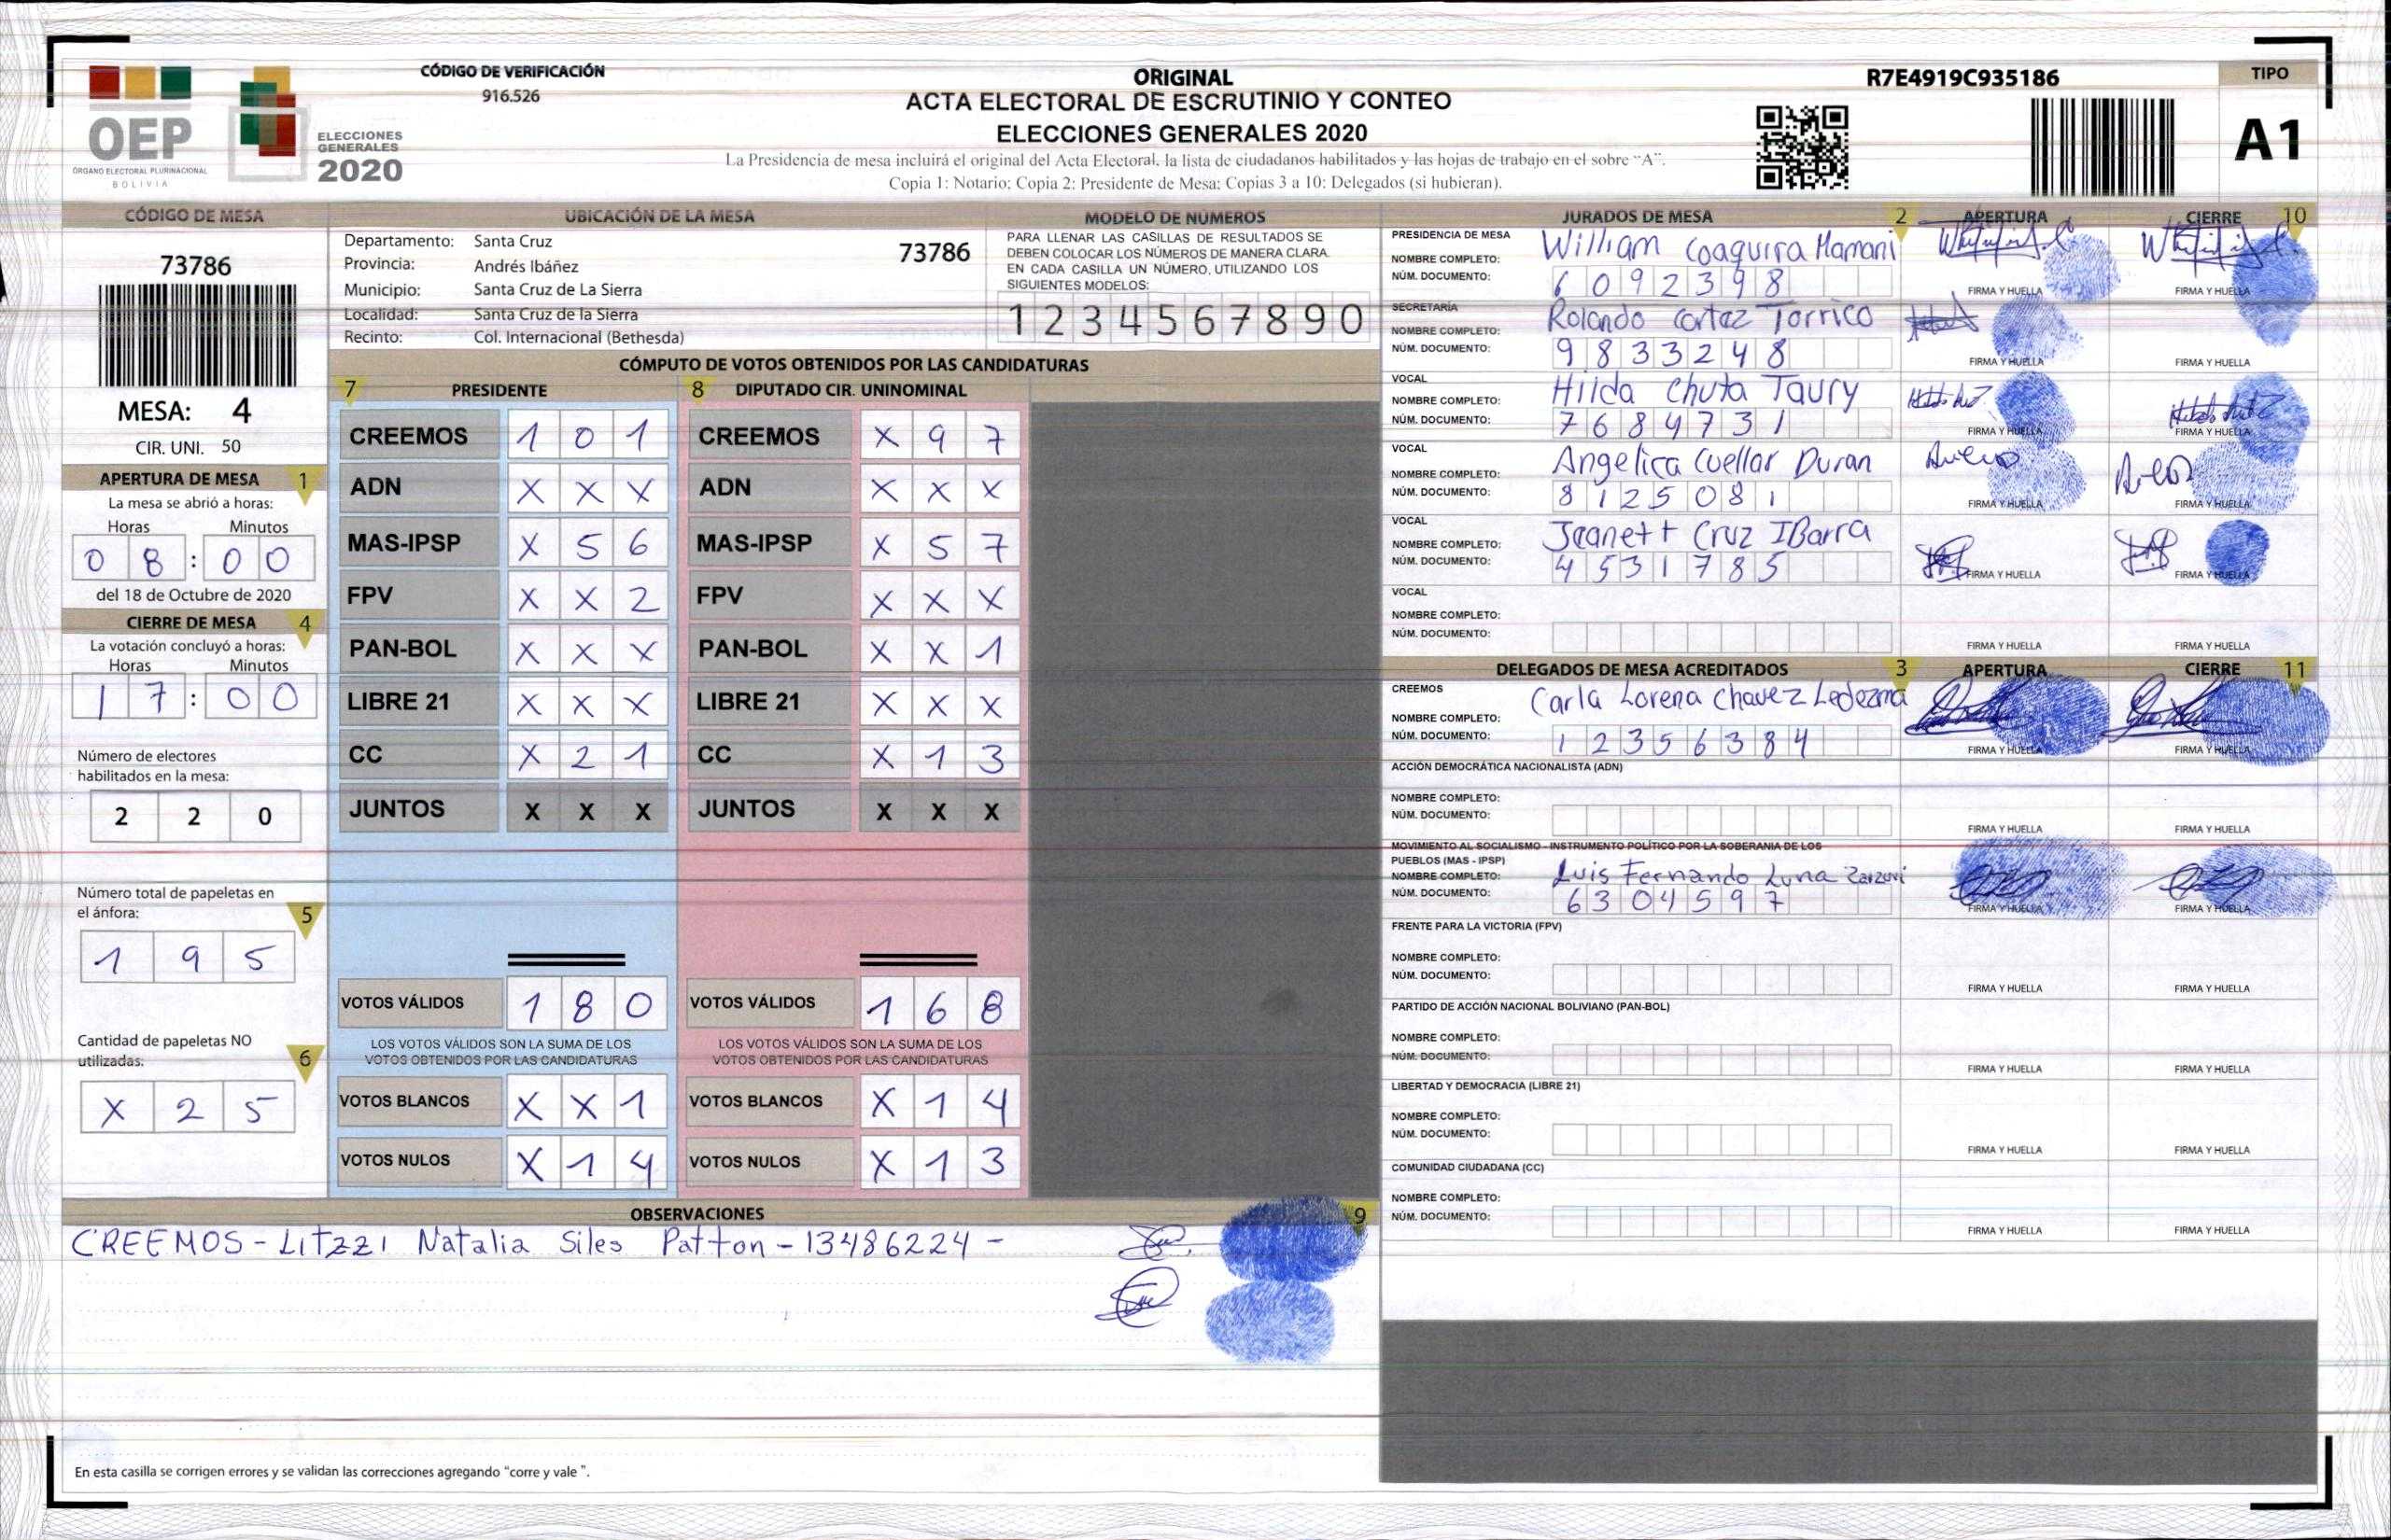 OEP
ÓRGANO ELECTORAL PLURINACIONAL
BOLIVIA
ELECCIONES
GENERALES
2020
CÓDIGO DE VERIFICACIÓN
916.526
ORIGINAL
ACTA ELECTORAL DE ESCRUTINIO Y CONTEO
ELECCIONES GENERALES 2020
La Presidencia de mesa incluirá el original del Acta Electoral, la lista de ciudadanos habilitados y las hojas de trabajo en el sobre "A".
Copia 1: Notario; Copia 2: Presidente de Mesa; Copias 3 a 10: Delegados (si hubieran).
R7E4919C935186
TIPO
A1
CÓDIGO DE MESA
73786
MESA: 4
CIR. UNI. 50
APERTURA DE MESA 1
La mesa se abrió a horas:
Horas Minutos
0 8 : 0 0
del 18 de Octubre de 2020
CIERRE DE MESA 4
La votación concluyó a horas:
Horas Minutos
1 7 : 0 0
Número de electores
habilitados en la mesa:
2 2 0
Número total de papeletas en
el ánfora: 5
1 9 5
Cantidad de papeletas NO
utilizadas: 6
X 2 5
UBICACIÓN DE LA MESA
Departamento: Santa Cruz 73786
Provincia: Andrés Ibáñez
Municipio: Santa Cruz de La Sierra
Localidad: Santa Cruz de la Sierra
Recinto: Col. Internacional (Bethesda)
MODELO DE NÚMEROS
PARA LLENAR LAS CASILLAS DE RESULTADOS SE
DEBEN COLOCAR LOS NÚMEROS DE MANERA CLARA.
EN CADA CASILLA UN NÚMERO, UTILIZANDO LOS
SIGUIENTES MODELOS:
1 2 3 4 5 6 7 8 9 0
CÓMPUTO DE VOTOS OBTENIDOS POR LAS CANDIDATURAS
7 PRESIDENTE 8 DIPUTADO CIR. UNINOMINAL
CREEMOS 1 0 1 CREEMOS X 9 7
ADN X X X ADN X X X
MAS-IPSP X 5 6 MAS-IPSP X 5 7
FPV X X 2 FPV X X X
PAN-BOL X X X PAN-BOL X X 1
LIBRE 21 X X X LIBRE 21 X X X
CC X 2 1 CC X 1 3
JUNTOS X X X JUNTOS X X X
VOTOS VÁLIDOS 1 8 0 VOTOS VÁLIDOS 1 6 8
LOS VOTOS VÁLIDOS SON LA SUMA DE LOS LOS VOTOS VÁLIDOS SON LA SUMA DE LOS
VOTOS OBTENIDOS POR LAS CANDIDATURAS VOTOS OBTENIDOS POR LAS CANDIDATURAS
VOTOS BLANCOS X X 1 VOTOS BLANCOS X 1 4
VOTOS NULOS X 1 4 VOTOS NULOS X 1 3
OBSERVACIONES 9
CREEMOS - LITZZI Natalia Siles Patton - 13486224 -
En esta casilla se corrigen errores y se validan las correcciones agregando "corre y vale ".
JURADOS DE MESA 2 APERTURA CIERRE 10
PRESIDENCIA DE MESA
NOMBRE COMPLETO: William Coaquira Mamani
NÚM. DOCUMENTO: 6 0 9 2 3 9 8
FIRMA Y HUELLA FIRMA Y HUELLA
SECRETARÍA
NOMBRE COMPLETO: Rolando Cortez Torrico
NÚM. DOCUMENTO: 9 8 3 3 2 4 8
FIRMA Y HUELLA FIRMA Y HUELLA
VOCAL
NOMBRE COMPLETO: Hilda Chuta Taury
NÚM. DOCUMENTO: 7 6 8 4 7 3 1
FIRMA Y HUELLA FIRMA Y HUELLA
VOCAL
NOMBRE COMPLETO: Angelica Cuellar Duran
NÚM. DOCUMENTO: 8 1 2 5 0 8 1
FIRMA Y HUELLA FIRMA Y HUELLA
VOCAL
NOMBRE COMPLETO: Jeanett Cruz IBarra
NÚM. DOCUMENTO: 4 5 3 1 7 8 5
FIRMA Y HUELLA FIRMA Y HUELLA
VOCAL
NOMBRE COMPLETO:
NÚM. DOCUMENTO:
FIRMA Y HUELLA FIRMA Y HUELLA
DELEGADOS DE MESA ACREDITADOS 3 APERTURA CIERRE 11
CREEMOS
NOMBRE COMPLETO: Carla Lorena Chavez Ledezma
NÚM. DOCUMENTO: 1 2 3 5 6 3 8 4
FIRMA Y HUELLA FIRMA Y HUELLA
ACCIÓN DEMOCRÁTICA NACIONALISTA (ADN)
NOMBRE COMPLETO:
NÚM. DOCUMENTO:
FIRMA Y HUELLA FIRMA Y HUELLA
MOVIMIENTO AL SOCIALISMO - INSTRUMENTO POLÍTICO POR LA SOBERANIA DE LOS
PUEBLOS (MAS - IPSP)
NOMBRE COMPLETO: Luis Fernando Luna
NÚM. DOCUMENTO: 6 3 0 4 5 9 7
FIRMA Y HUELLA FIRMA Y HUELLA
FRENTE PARA LA VICTORIA (FPV)
NOMBRE COMPLETO:
NÚM. DOCUMENTO:
FIRMA Y HUELLA FIRMA Y HUELLA
PARTIDO DE ACCIÓN NACIONAL BOLIVIANO (PAN-BOL)
NOMBRE COMPLETO:
NÚM. DOCUMENTO:
FIRMA Y HUELLA FIRMA Y HUELLA
LIBERTAD Y DEMOCRACIA (LIBRE 21)
NOMBRE COMPLETO:
NÚM. DOCUMENTO:
FIRMA Y HUELLA FIRMA Y HUELLA
COMUNIDAD CIUDADANA (CC)
NOMBRE COMPLETO:
NÚM. DOCUMENTO:
FIRMA Y HUELLA FIRMA Y HUELLA